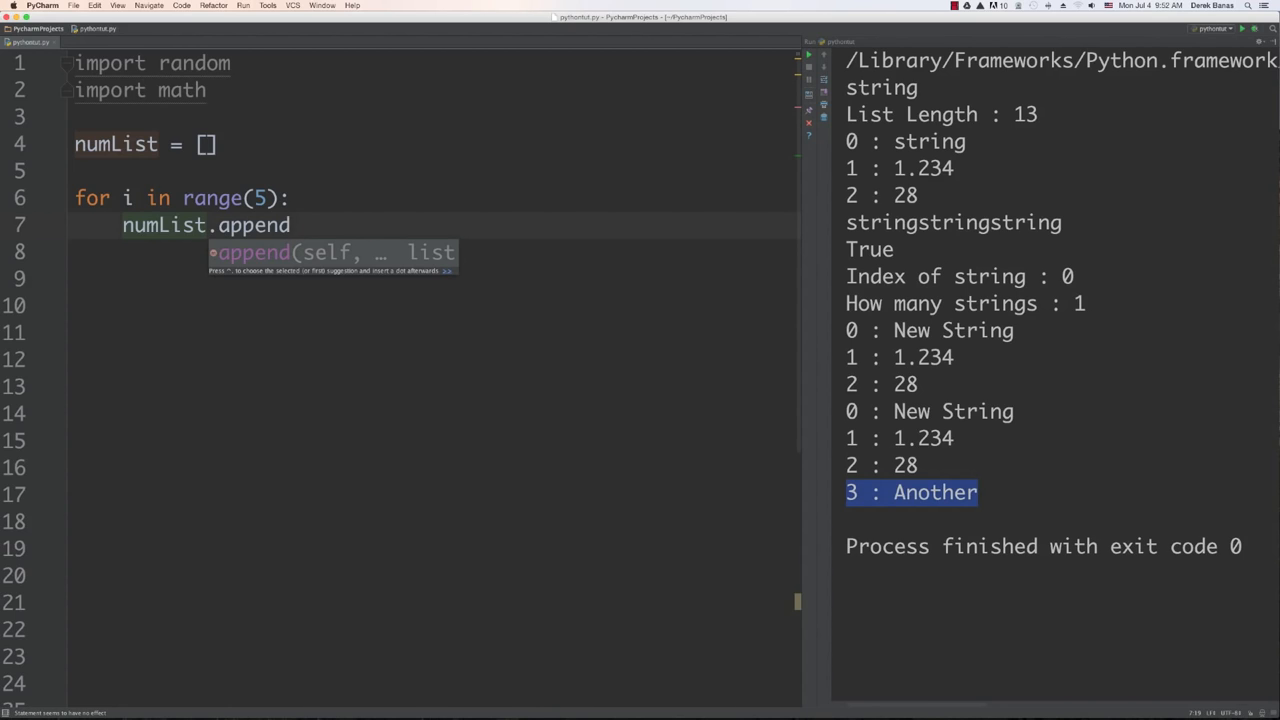 PyCharm File Edit View Navigate Code Refactor Run Tools VCS Window Help
10 Mon Jul 4 9:52 AM Derek Banas
pythontut.py - PycharmProjects - [~/PycharmProjects]
PycharmProjects pythontut.py pythontut
pythontut.py
Run pythontut
1 import random
2 import math
3
4 numList = []
5
6 for i in range(5):
7 numList.append
append(self, … list
Press ^. to choose the selected (or first) suggestion and insert a dot afterwards >>
8
9
10
11
12
13
14
15
16
17
18
19
20
21
22
23
24
/Library/Frameworks/Python.framework
string
List Length : 13
0 : string
1 : 1.234
2 : 28
stringstringstring
True
Index of string : 0
How many strings : 1
0 : New String
1 : 1.234
2 : 28
0 : New String
1 : 1.234
2 : 28
3 : Another
Process finished with exit code 0
Statement seems to have no effect
7:19 LF≑ UTF-8≑